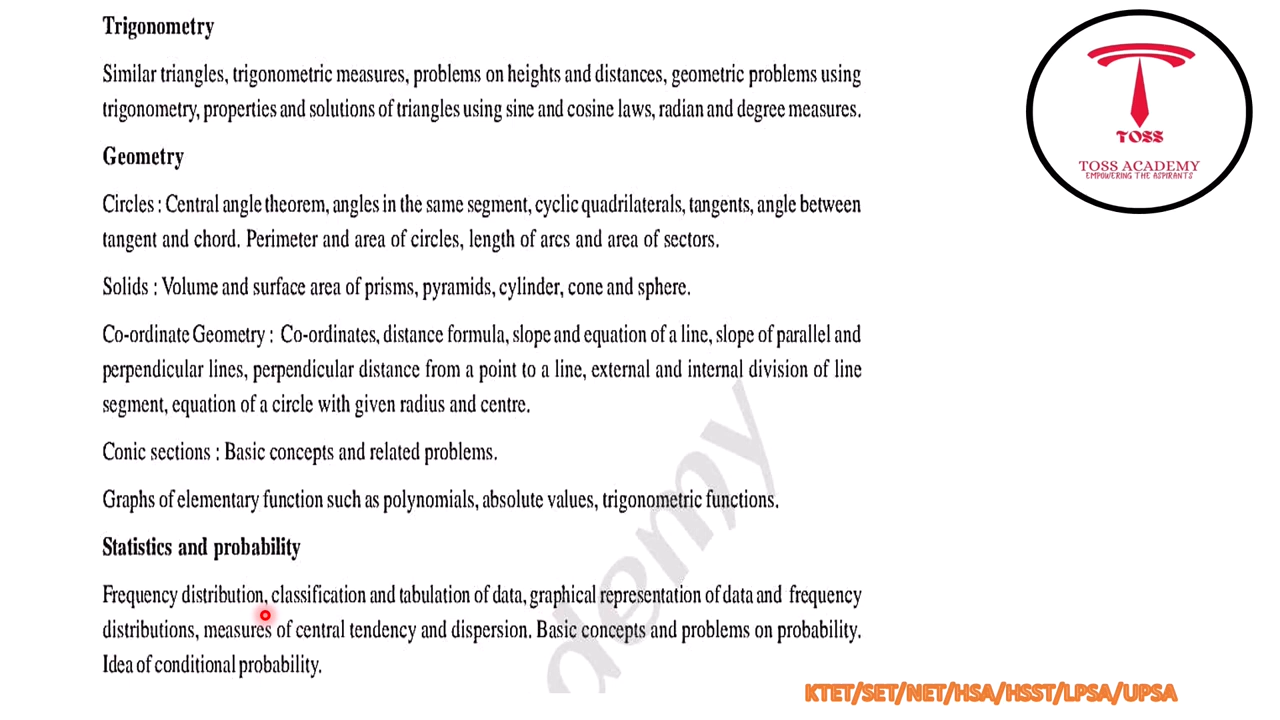 Trigonometry
Similar triangles, trigonometric measures, problems on heights and distances, geometric problems using
trigonometry, properties and solutions of triangles using sine and cosine laws, radian and degree measures.
Geometry
Circles : Central angle theorem, angles in the same segment, cyclic quadrilaterals, tangents, angle between
tangent and chord. Perimeter and area of circles, length of arcs and area of sectors.
Solids : Volume and surface area of prisms, pyramids, cylinder, cone and sphere.
Co-ordinate Geometry : Co-ordinates, distance formula, slope and equation of a line, slope of parallel and
perpendicular lines, perpendicular distance from a point to a line, external and internal division of line
segment, equation of a circle with given radius and centre.
Conic sections : Basic concepts and related problems.
Graphs of elementary function such as polynomials, absolute values, trigonometric functions.
Statistics and probability
Frequency distribution, classification and tabulation of data, graphical representation of data and frequency
distributions, measures of central tendency and dispersion. Basic concepts and problems on probability.
Idea of conditional probability.
demy
TOSS
TOSS ACADEMY
EMPOWERING THE ASPIRANTS
KTET/SET/NET/HSA/HSST/LPSA/UPSA